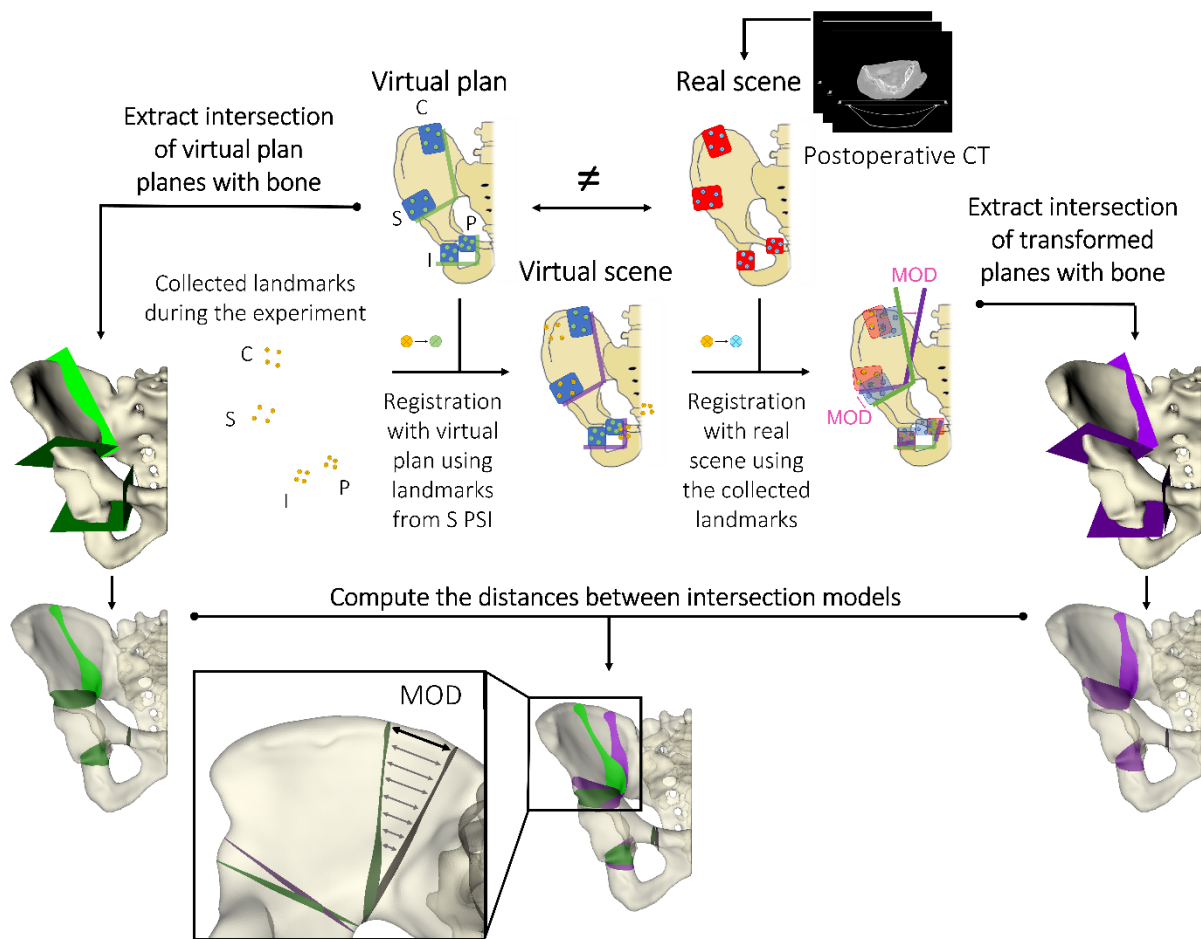 Virtual plan
Real scene
C
S
P
I
≠
Postoperative CT
Extract intersection
of virtual plan
planes with bone
Extract intersection
of transformed
planes with bone
Collected landmarks
during the experiment
C
S
I
P
Virtual scene
MOD
MOD
Registration
with virtual
plan using
landmarks
from S PSI
Registration
with real
scene using
the collected
landmarks
Compute the distances between intersection models
MOD